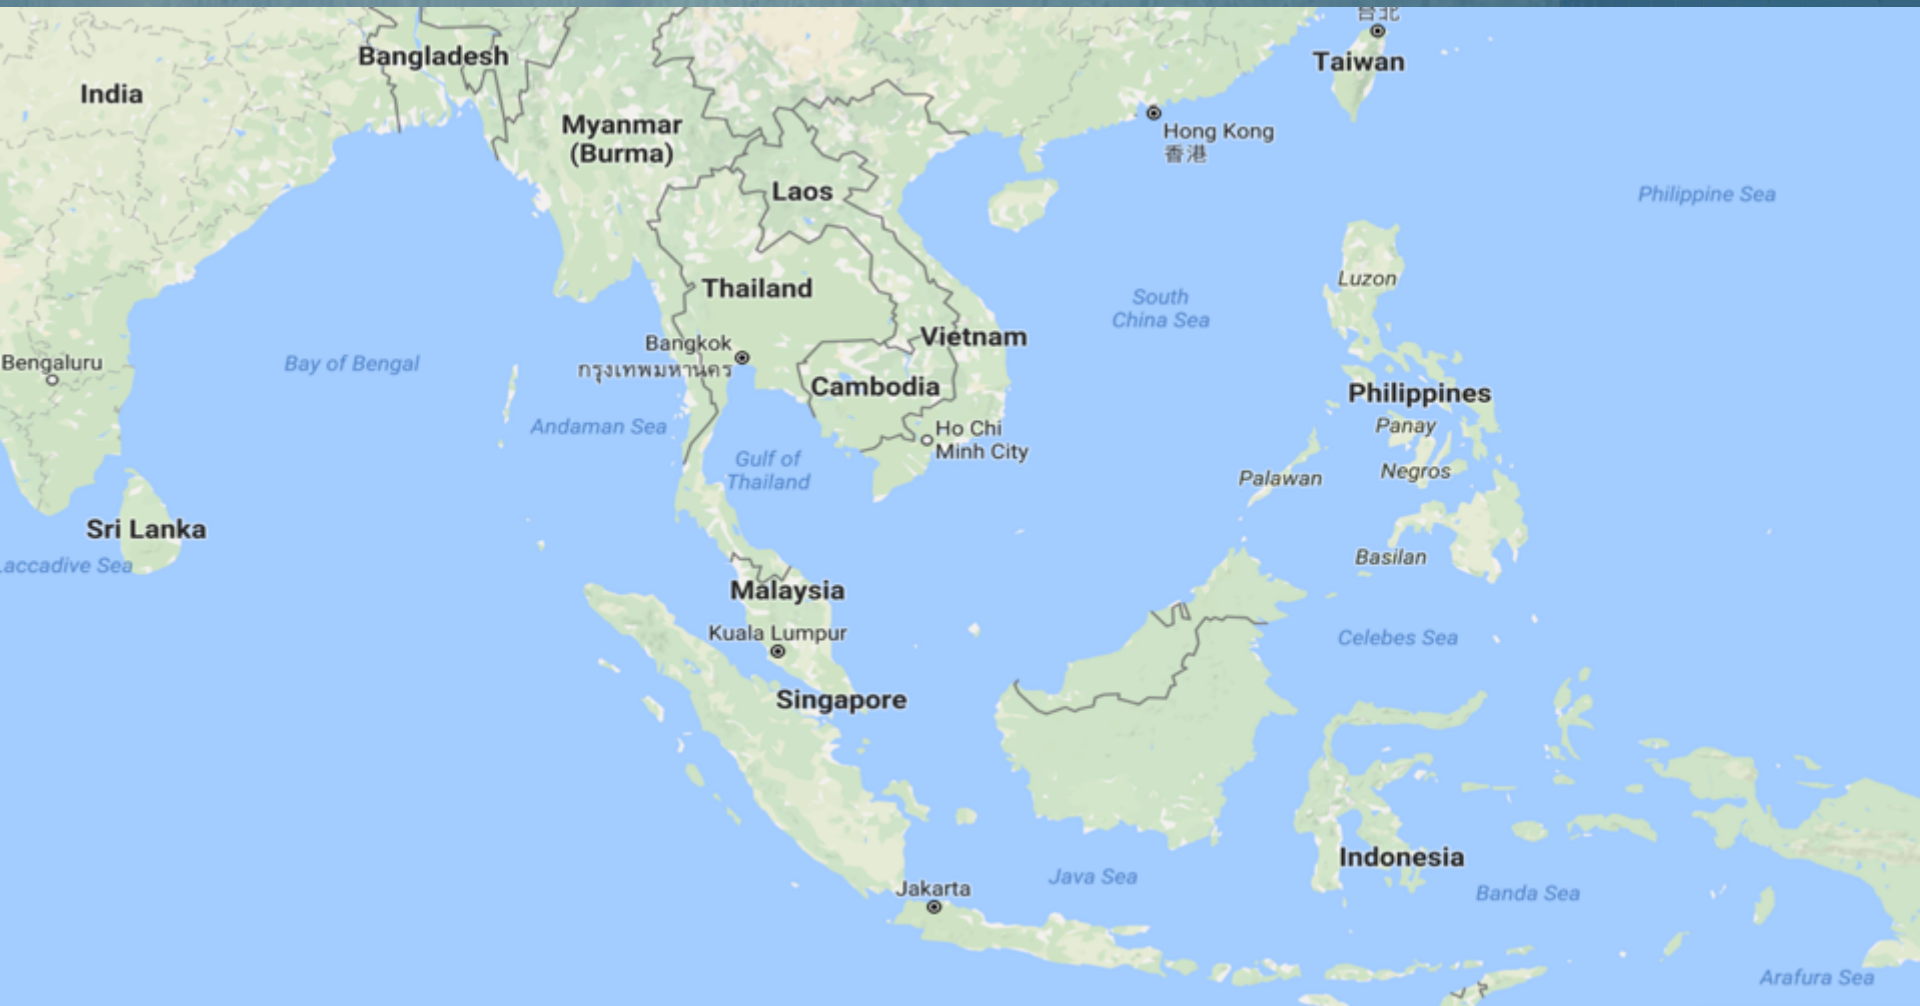 台北
Bangladesh
Taiwan
India
Myanmar
(Burma)
Hong Kong
香港
Laos
Philippine Sea
Luzon
Thailand
South
China Sea
Vietnam
Bangkok
กรุงเทพมหานคร
Bengaluru
Bay of Bengal
Cambodia
Philippines
Andaman Sea
Panay
Ho Chi
Minh City
Gulf of
Thailand
Palawan
Negros
Sri Lanka
Laccadive Sea
Basilan
Malaysia
Kuala Lumpur
Celebes Sea
Singapore
Indonesia
Java Sea
Jakarta
Banda Sea
Arafura Sea